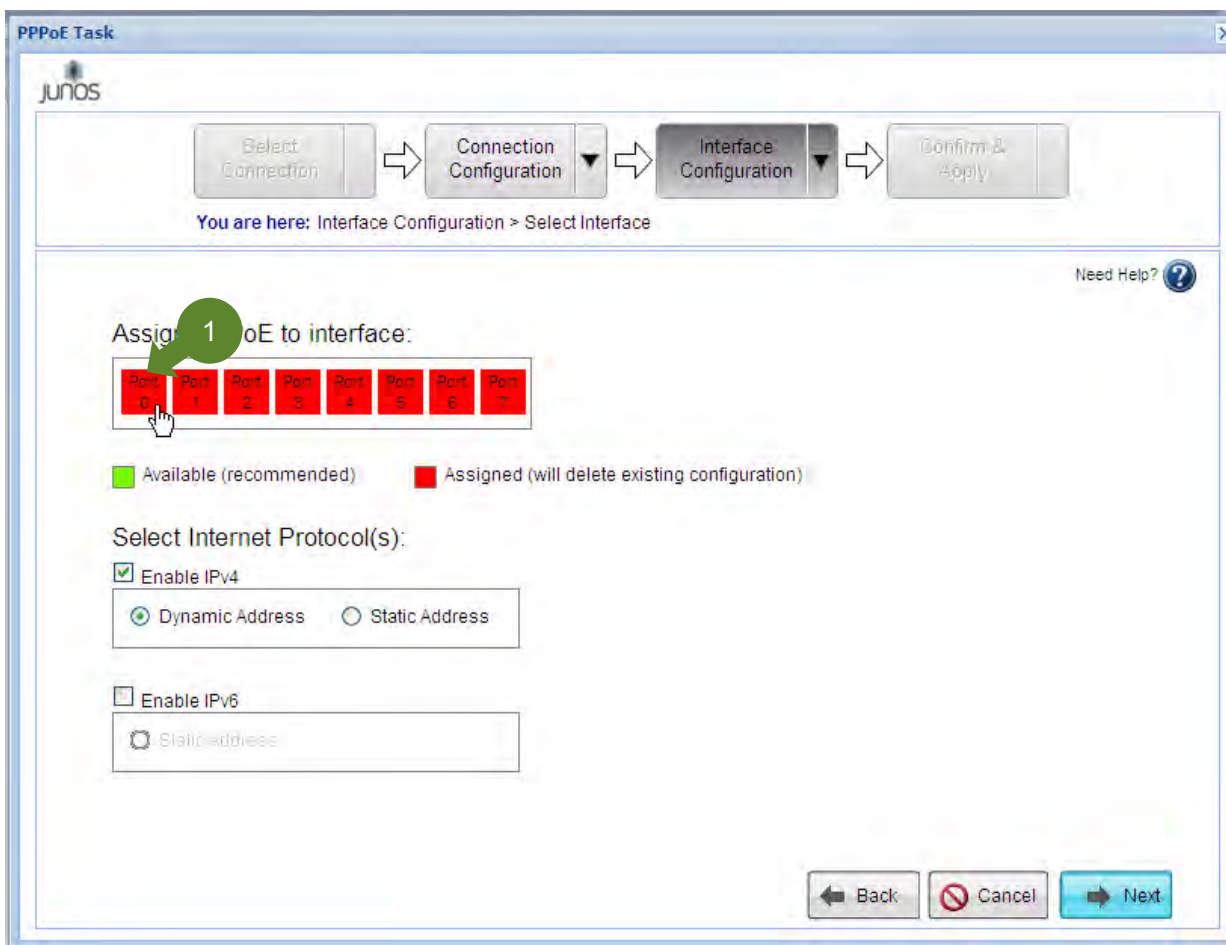 PPPoE Task
JUNOS
Select Connection
Connection Configuration
Interface Configuration
Confirm & Apply
You are here: Interface Configuration > Select Interface
Need Help?
Assig 1 oE to interface:
Port 0 Port 1 Port 2 Port 3 Port 4 Port 5 Port 6 Port 7
Available (recommended) Assigned (will delete existing configuration)
Select Internet Protocol(s):
Enable IPv4
Dynamic Address Static Address
Enable IPv6
Static address
Back Cancel Next